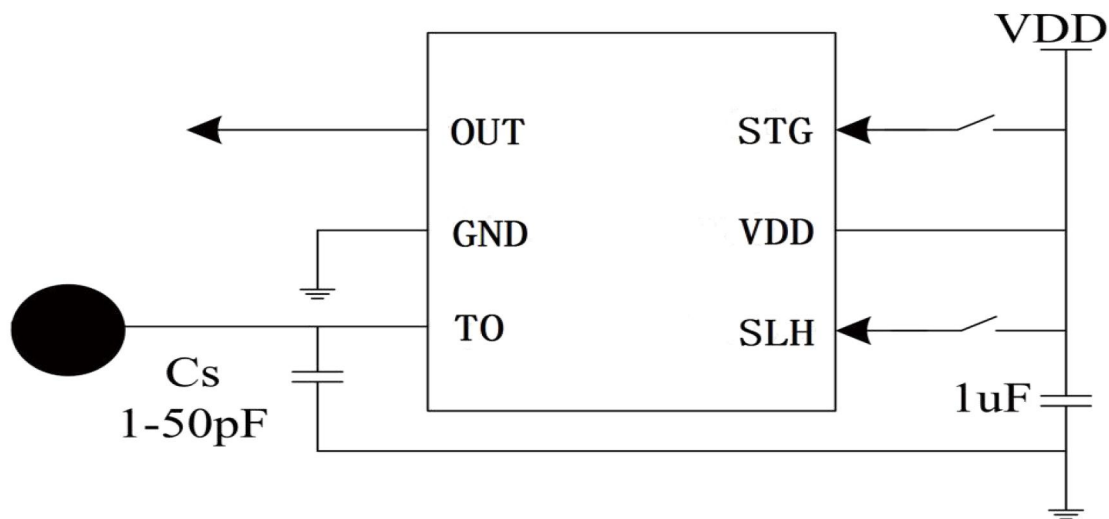 VDD
OUT
STG
GND
VDD
TO
SLH
Cs
1-50pF
1uF